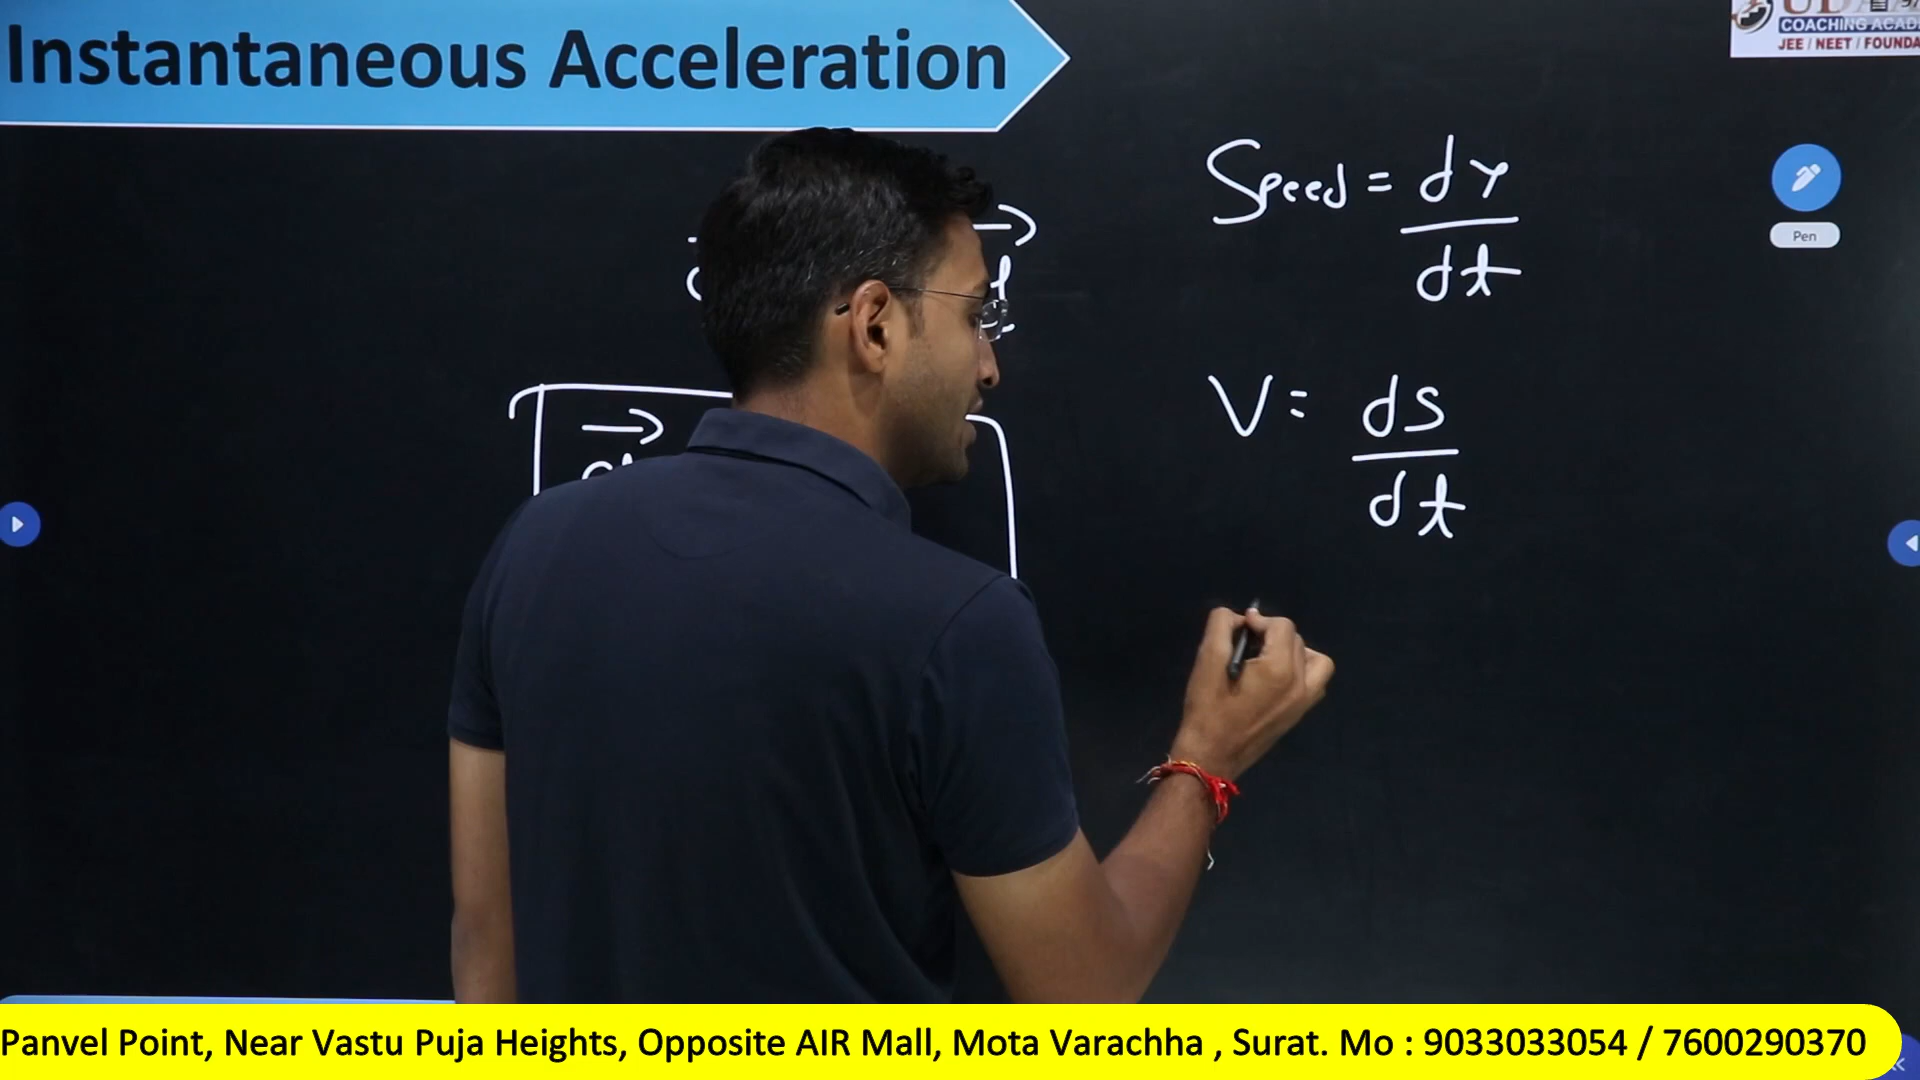 Instantaneous Acceleration
COACHING ACAD
JEE / NEET / FOUNDA
Speed = dr
dt
Pen
V = ds
dt
Panvel Point, Near Vastu Puja Heights, Opposite AIR Mall, Mota Varachha , Surat. Mo : 9033033054 / 7600290370